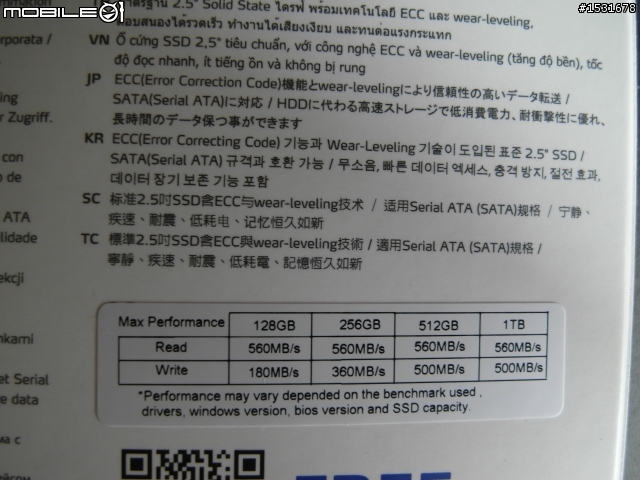 MOBILE01
#1531678
มาตรฐาน 2.5" Solid State ไดรฟ์ พร้อมเทคโนโลยี ECC และ wear-leveling,
ตอบสนองได้รวดเร็ว ทำงานได้เสียงเงียบ และทนต่อแรงกระแทก
VN Ổ cứng SSD 2,5" tiêu chuẩn, với công nghệ ECC và wear-leveling (tăng độ bền), tốc
độ đọc nhanh, ít tiếng ồn và không bị rung
JP ECC(Error Correction Code)機能とwear-levelingにより信頼性の高いデータ転送 /
SATA(Serial ATA)に対応 / HDDに代わる高速ストレージで低消費電力、耐衝撃性に優れ、
長時間のデータ保つ事ができます
KR ECC(Error Correcting Code) 기능과 Wear-Leveling 기술이 도입된 표준 2.5" SSD /
SATA(Serial ATA) 규격과 호환 가능 / 무소음, 빠른 데이터 엑세스, 충격 방지, 절전 효과,
데이터 장기 보존 기능 포함
SC 标准2.5吋SSD含ECC与wear-leveling技术 / 适用Serial ATA (SATA)规格 / 宁静、
疾速、耐震、低耗电、记忆恒久如新
TC 標準2.5吋SSD含ECC與wear-leveling技術 / 適用Serial ATA (SATA)規格 /
寧靜、疾速、耐震、低耗電、記憶恆久如新
orporata /
r Zugriff.
con
o de
ATA
alidade
ekcji
nkami
et Serial
e data
ма с
Max Performance 128GB 256GB 512GB 1TB
Read 560MB/s 560MB/s 560MB/s 560MB/s
Write 180MB/s 360MB/s 500MB/s 500MB/s
*Performance may vary depended on the benchmark used ,
drivers, windows version, bios version and SSD capacity.